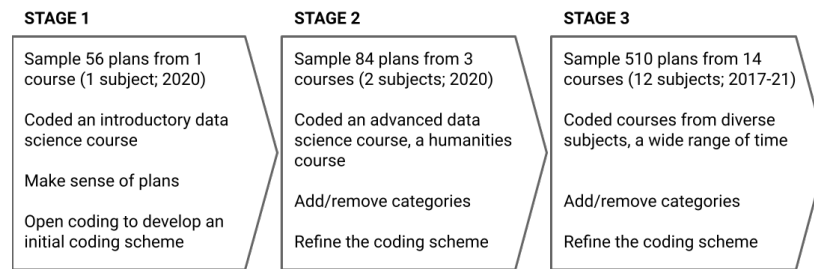 STAGE 1
Sample 56 plans from 1
course (1 subject; 2020)
Coded an introductory data
science course
Make sense of plans
Open coding to develop an
initial coding scheme
STAGE 2
Sample 84 plans from 3
courses (2 subjects; 2020)
Coded an advanced data
science course, a humanities
course
Add/remove categories
Refine the coding scheme
STAGE 3
Sample 510 plans from 14
courses (12 subjects; 2017-21)
Coded courses from diverse
subjects, a wide range of time
Add/remove categories
Refine the coding scheme